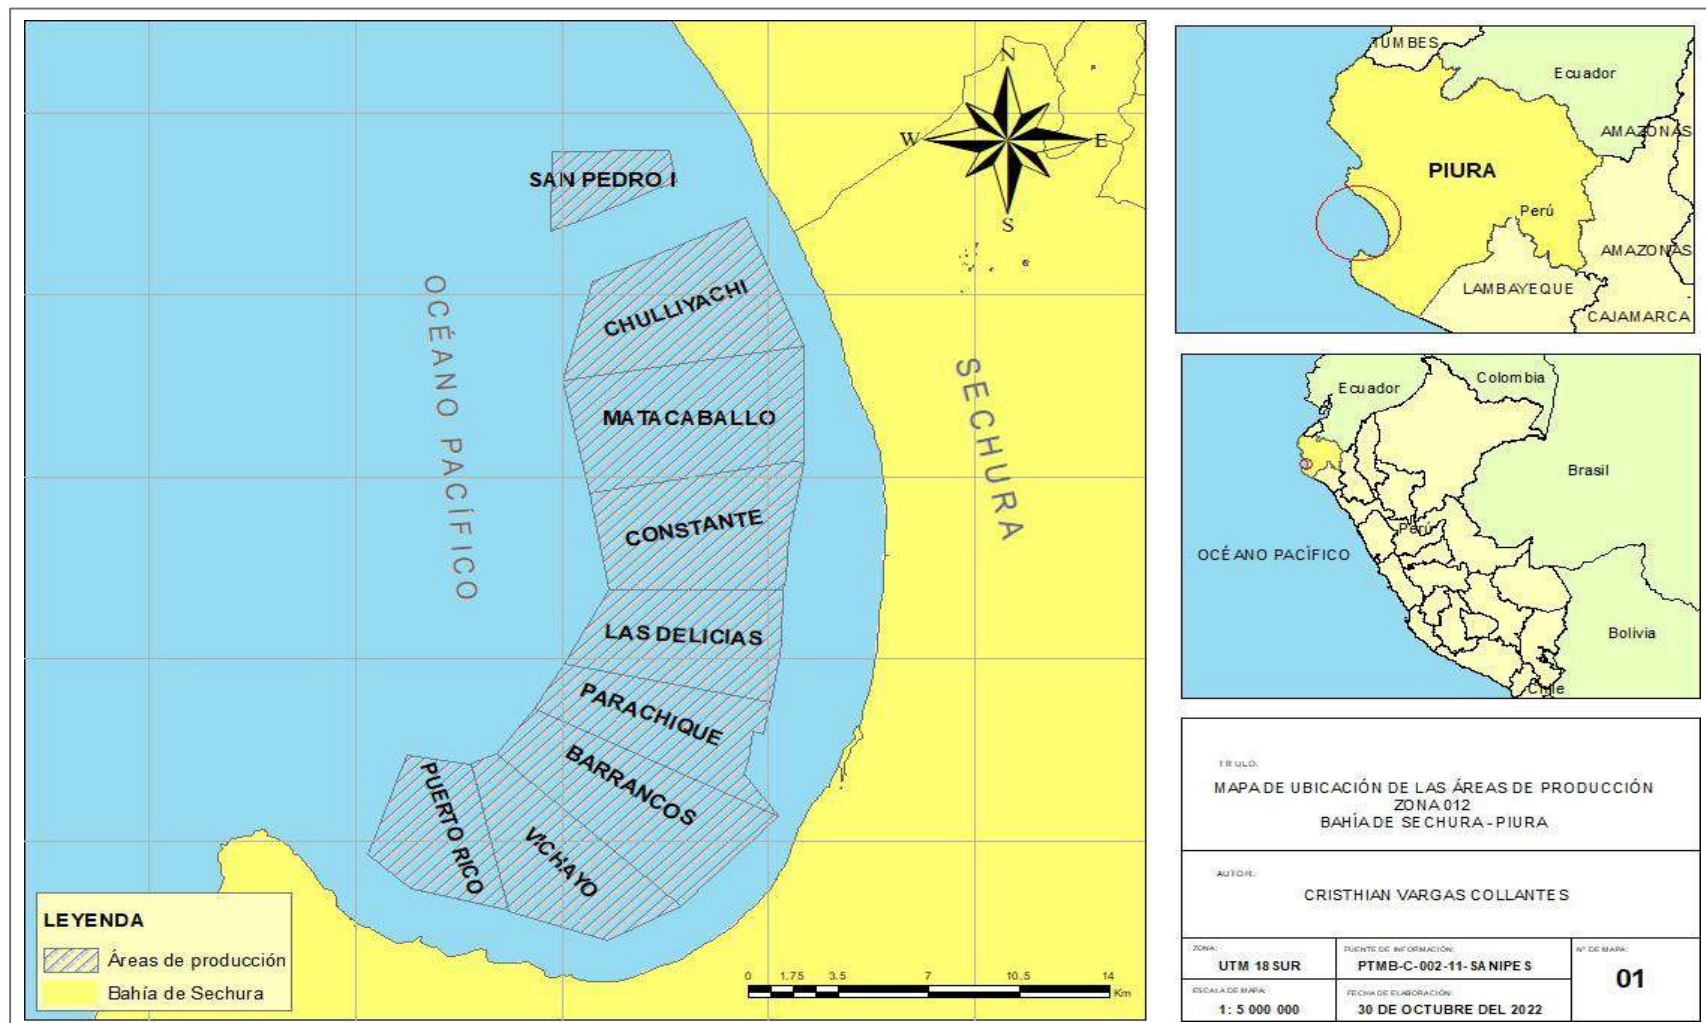 N
W
E
S
SAN PEDRO I
CHULLIYACHI
MATACABALLO
CONSTANTE
LAS DELICIAS
PARACHIQUE
BARRANCOS
VICHAYO
PUERTO RICO
OCÉANO PACÍFICO
SECHURA
LEYENDA
Áreas de producción
Bahía de Sechura
0 1.75 3.5 7 10.5 14
Km
TUMBES
Ecuador
AMAZONAS
PIURA
Perú
AMAZONAS
LAMBAYEQUE
CAJAMARCA
Colombia
Ecuador
Brasil
Perú
OCÉANO PACÍFICO
Bolivia
Chile
TITULO:
MAPA DE UBICACIÓN DE LAS ÁREAS DE PRODUCCIÓN
ZONA 012
BAHÍA DE SECHURA - PIURA
AUTOR:
CRISTHIAN VARGAS COLLANTES
ZONA:
UTM 18 SUR
FUENTE DE INFORMACIÓN:
PTMB-C-002-11-SANIPES
N° DE MAPA:
01
ESCALA DE MAPA:
1: 5 000 000
FECHA DE ELABORACIÓN:
30 DE OCTUBRE DEL 2022